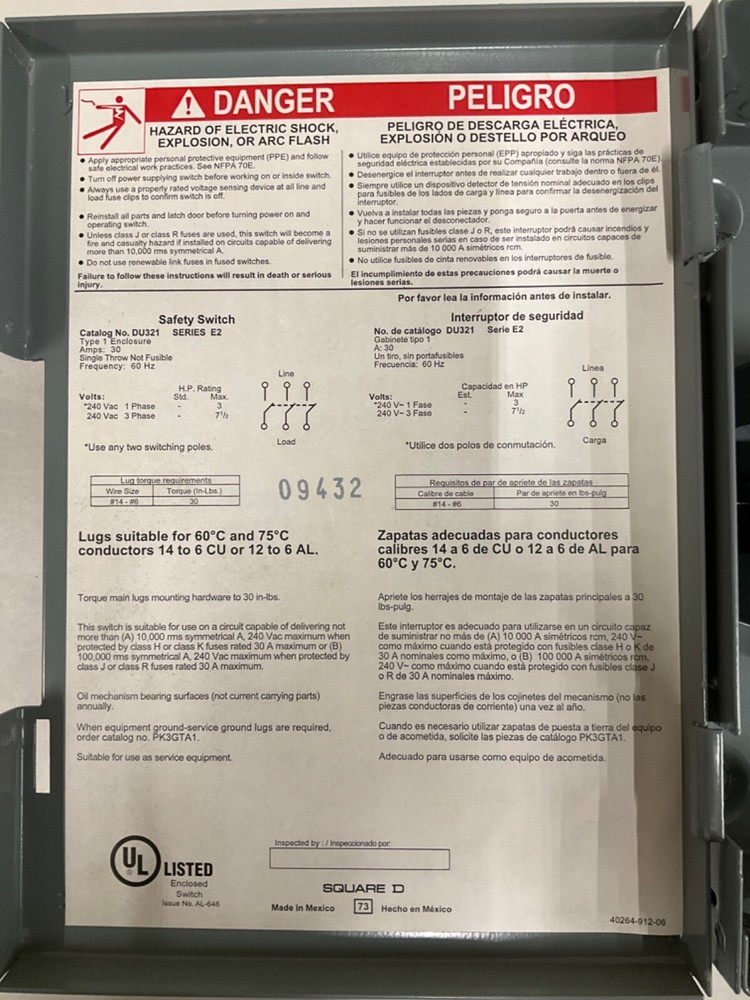 DANGER
HAZARD OF ELECTRIC SHOCK,
EXPLOSION, OR ARC FLASH
● Apply appropriate personal protective equipment (PPE) and follow
safe electrical work practices. See NFPA 70E.
● Turn off power supplying switch before working on or inside switch.
● Always use a properly rated voltage sensing device at all line and
load fuse clips to confirm switch is off.
● Reinstall all parts and latch door before turning power on and
operating switch.
● Unless class J or class R fuses are used, this switch will become a
fire and casualty hazard if installed on circuits capable of delivering
more than 10,000 rms symmetrical A.
● Do not use renewable link fuses in fused switches.
Failure to follow these instructions will result in death or serious
injury.
PELIGRO
PELIGRO DE DESCARGA ELÉCTRICA,
EXPLOSIÓN O DESTELLO POR ARQUEO
● Utilice equipo de protección personal (EPP) apropiado y siga las prácticas de
seguridad eléctrica establecidas por su Compañía (consulte la norma NFPA 70E).
● Desenergice el interruptor antes de realizar cualquier trabajo dentro o fuera de él.
● Siempre utilice un dispositivo detector de tensión nominal adecuado en los clips
para fusibles de los lados de carga y línea para confirmar la desenergización del
interruptor.
● Vuelva a instalar todas las piezas y ponga seguro a la puerta antes de energizar
y hacer funcionar el desconectador.
● Si no se utilizan fusibles clase J o R, este interruptor podrá causar incendios y
lesiones personales serias en caso de ser instalado en circuitos capaces de
suministrar más de 10 000 A simétricos rcm.
● No utilice fusibles de cinta renovables en los interruptores de fusible.
El incumplimiento de estas precauciones podrá causar la muerte o
lesiones serias.
Por favor lea la información antes de instalar.
Safety Switch
Catalog No. DU321 SERIES E2
Type 1 Enclosure
Amps: 30
Single Throw Not Fusible
Frequency: 60 Hz
H.P. Rating
Volts: Std. Max.
*240 Vac 1 Phase - 3
240 Vac 3 Phase - 7 1/2
Line
Load
*Use any two switching poles.
Interruptor de seguridad
No. de catálogo DU321 Serie E2
Gabinete tipo 1
A: 30
Un tiro, sin portafusibles
Frecuencia: 60 Hz
Capacidad en HP
Volts: Est. Max
*240 V~ 1 Fase - 3
240 V~ 3 Fase - 7 1/2
Línea
Carga
*Utilice dos polos de conmutación.
Lug torque requirements
Wire Size Torque (In-Lbs.)
#14 - #6 30
09432
Requisitos de par de apriete de las zapatas
Calibre de cable Par de apriete en lbs-pulg
#14 - #6 30
Lugs suitable for 60°C and 75°C
conductors 14 to 6 CU or 12 to 6 AL.
Zapatas adecuadas para conductores
calibres 14 a 6 de CU o 12 a 6 de AL para
60°C y 75°C.
Torque main lugs mounting hardware to 30 in-lbs.
This switch is suitable for use on a circuit capable of delivering not
more than (A) 10,000 rms symmetrical A, 240 Vac maximum when
protected by class H or class K fuses rated 30 A maximum or (B)
100,000 rms symmetrical A, 240 Vac maximum when protected by
class J or class R fuses rated 30 A maximum.
Oil mechanism bearing surfaces (not current carrying parts)
annually.
When equipment ground-service ground lugs are required,
order catalog no. PK3GTA1.
Suitable for use as service equipment.
Apriete los herrajes de montaje de las zapatas principales a 30
lbs-pulg.
Este interruptor es adecuado para utilizarse en un circuito capaz
de suministrar no más de (A) 10 000 A simétricos rcm, 240 V~
como máximo cuando está protegido con fusibles clase H o K de
30 A nominales como máximo, o (B) 100 000 A simétricos rcm,
240 V~ como máximo cuando está protegido con fusibles clase J
o R de 30 A nominales máximo.
Engrase las superficies de los cojinetes del mecanismo (no las
piezas conductoras de corriente) una vez al año.
Cuando es necesario utilizar zapatas de puesta a tierra del equipo
o de acometida, solicite las piezas de catálogo PK3GTA1.
Adecuado para usarse como equipo de acometida.
UL LISTED
Enclosed
Switch
Issue No. AL-646
Inspected by : / Inspeccionado por:
SQUARE D
Made in Mexico 73 Hecho en México
40264-912-06